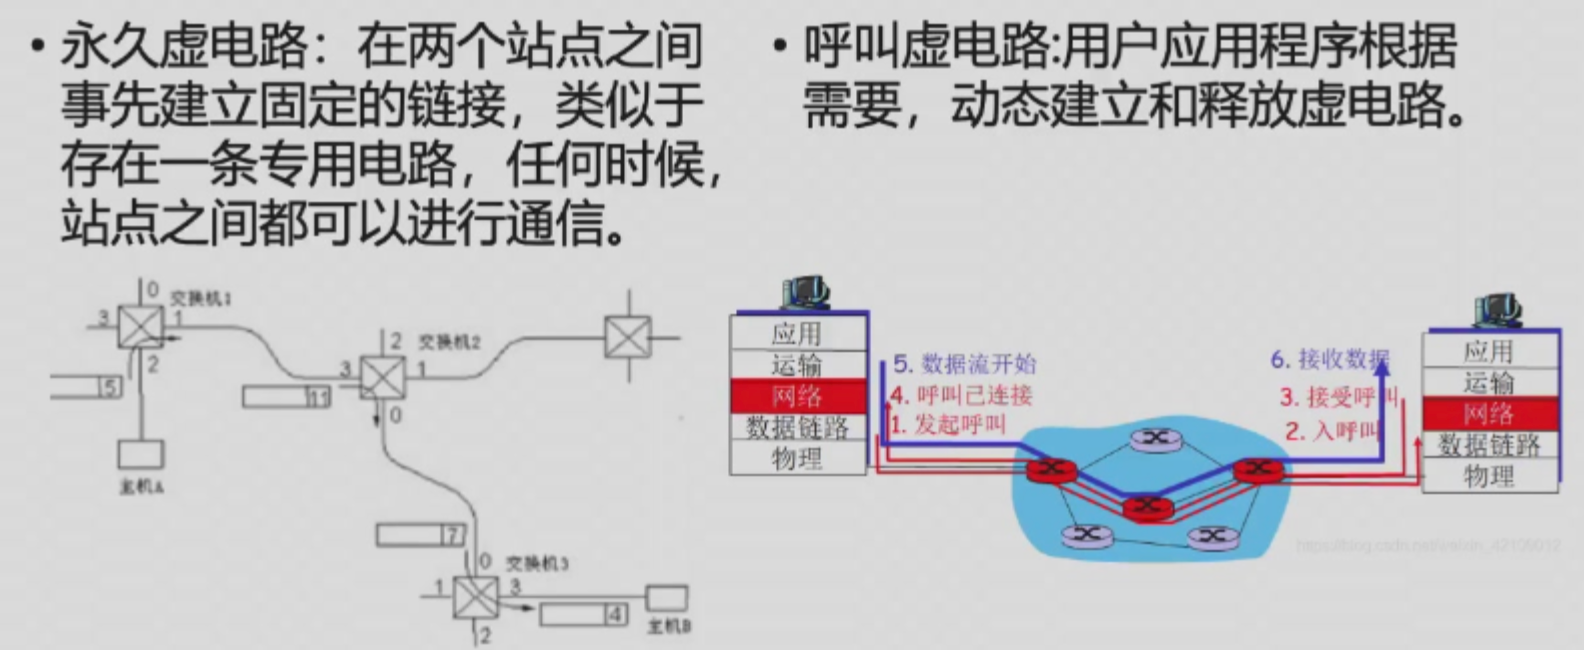 • 永久虚电路：在两个站点之间
事先建立固定的链接，类似于
存在一条专用电路，任何时候，
站点之间都可以进行通信。
• 呼叫虚电路:用户应用程序根据
需要，动态建立和释放虚电路。
0
交换机1
3
1
2
5
主机A
2
交换机2
3
1
11
0
7
0
交换机3
1
3
4
主机B
2
应用
运输
网络
数据链路
物理
5. 数据流开始
4. 呼叫已连接
1. 发起呼叫
6. 接收数据
3. 接受呼叫
2. 入呼叫
应用
运输
网络
数据链路
物理